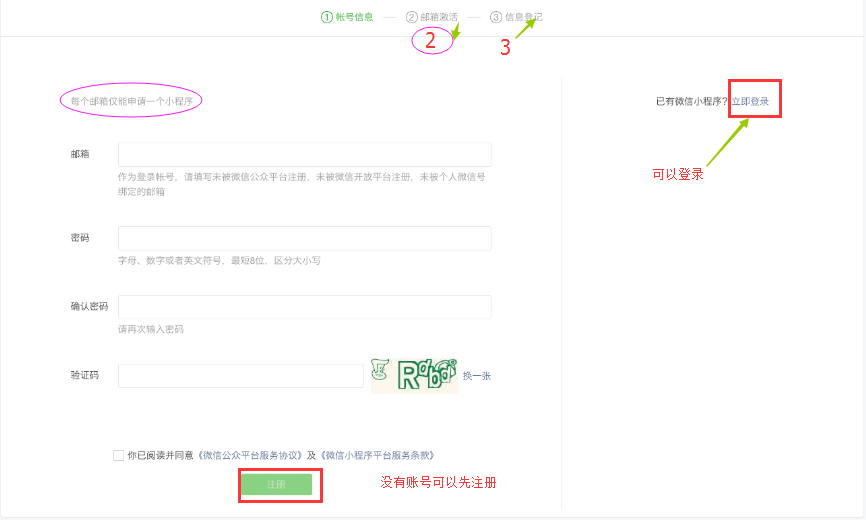 ① 帐号信息 — ② 邮箱激活 — ③ 信息登记
2
3
每个邮箱仅能申请一个小程序
已有微信小程序？立即登录
可以登录
邮箱
作为登录帐号，请填写未被微信公众平台注册，未被微信开放平台注册，未被个人微信号
绑定的邮箱
密码
字母、数字或者英文符号，最短8位，区分大小写
确认密码
请再次输入密码
验证码
换一张
你已阅读并同意《微信公众平台服务协议》及《微信小程序平台服务条款》
注册
没有账号可以先注册